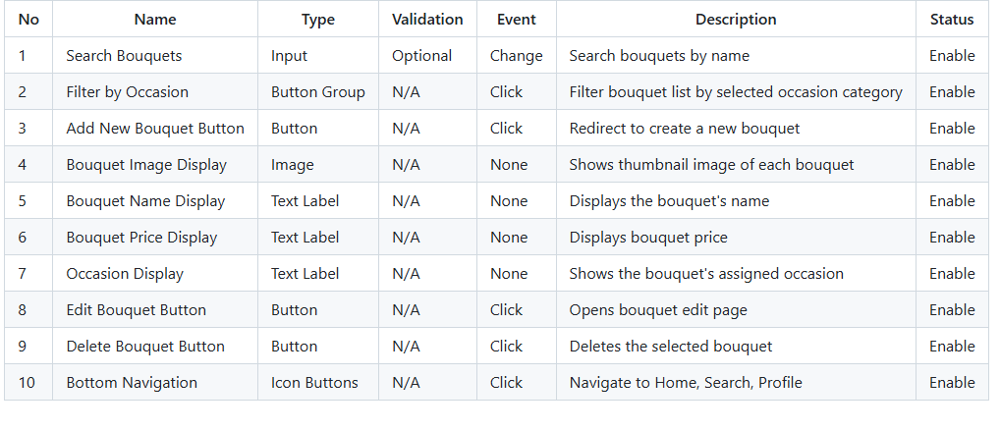 No Name Type Validation Event Description Status
1 Search Bouquets Input Optional Change Search bouquets by name Enable
2 Filter by Occasion Button Group N/A Click Filter bouquet list by selected occasion category Enable
3 Add New Bouquet Button Button N/A Click Redirect to create a new bouquet Enable
4 Bouquet Image Display Image N/A None Shows thumbnail image of each bouquet Enable
5 Bouquet Name Display Text Label N/A None Displays the bouquet's name Enable
6 Bouquet Price Display Text Label N/A None Displays bouquet price Enable
7 Occasion Display Text Label N/A None Shows the bouquet's assigned occasion Enable
8 Edit Bouquet Button Button N/A Click Opens bouquet edit page Enable
9 Delete Bouquet Button Button N/A Click Deletes the selected bouquet Enable
10 Bottom Navigation Icon Buttons N/A Click Navigate to Home, Search, Profile Enable